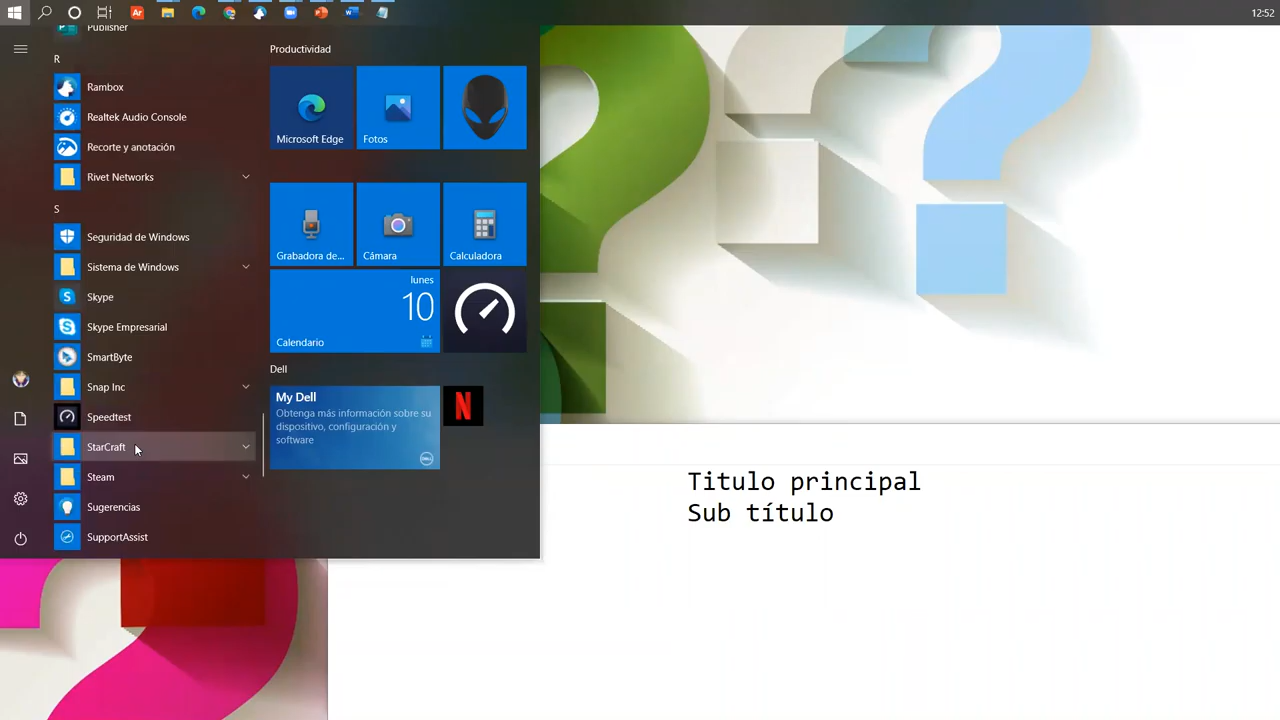 Ar
12:52
Publisher
R
Rambox
Realtek Audio Console
Recorte y anotación
Rivet Networks
S
Seguridad de Windows
Sistema de Windows
Skype
Skype Empresarial
SmartByte
Snap Inc
Speedtest
StarCraft
Steam
Sugerencias
SupportAssist
Productividad
Microsoft Edge
Fotos
Grabadora de...
Cámara
Calculadora
lunes
10
Calendario
Dell
My Dell
Obtenga más información sobre su
dispositivo, configuración y
software
DELL
N
Titulo principal
Sub título